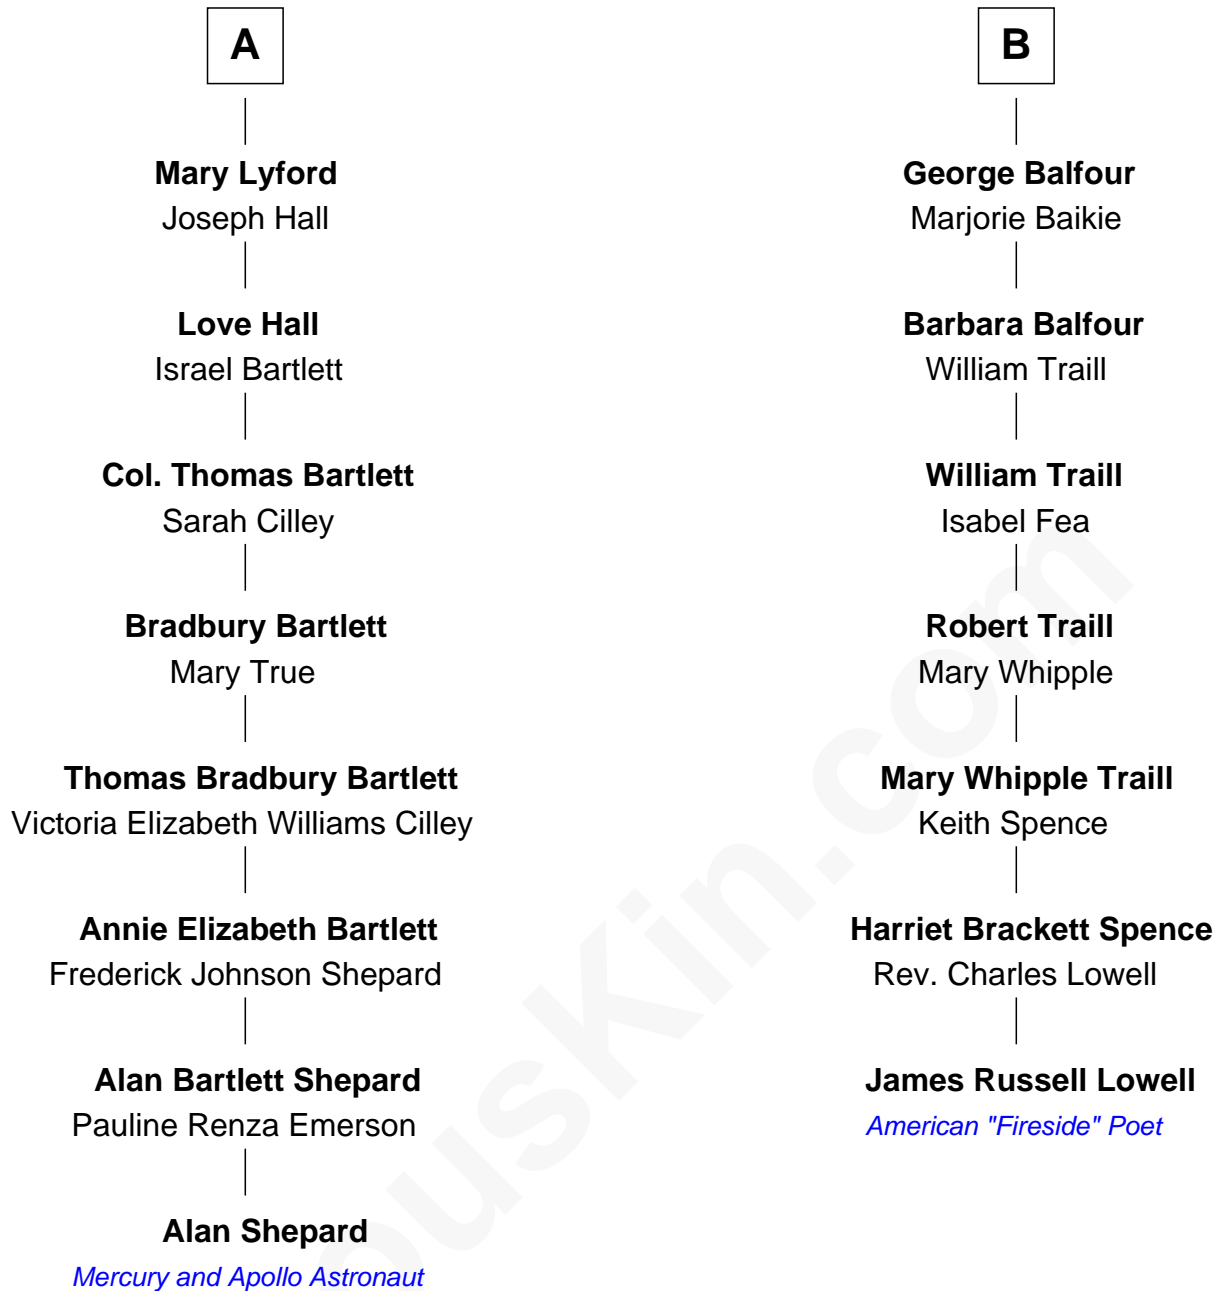 A
Mary Lyford
Joseph Hall
Love Hall
Israel Bartlett
Col. Thomas Bartlett
Sarah Cilley
Bradbury Bartlett
Mary True
Thomas Bradbury Bartlett
Victoria Elizabeth Williams Cilley
Annie Elizabeth Bartlett
Frederick Johnson Shepard
Alan Bartlett Shepard
Pauline Renza Emerson
Alan Shepard
Mercury and Apollo Astronaut
B
George Balfour
Marjorie Baikie
Barbara Balfour
William Traill
William Traill
Isabel Fea
Robert Traill
Mary Whipple
Mary Whipple Traill
Keith Spence
Harriet Brackett Spence
Rev. Charles Lowell
James Russell Lowell
American "Fireside" Poet
ousKin.com